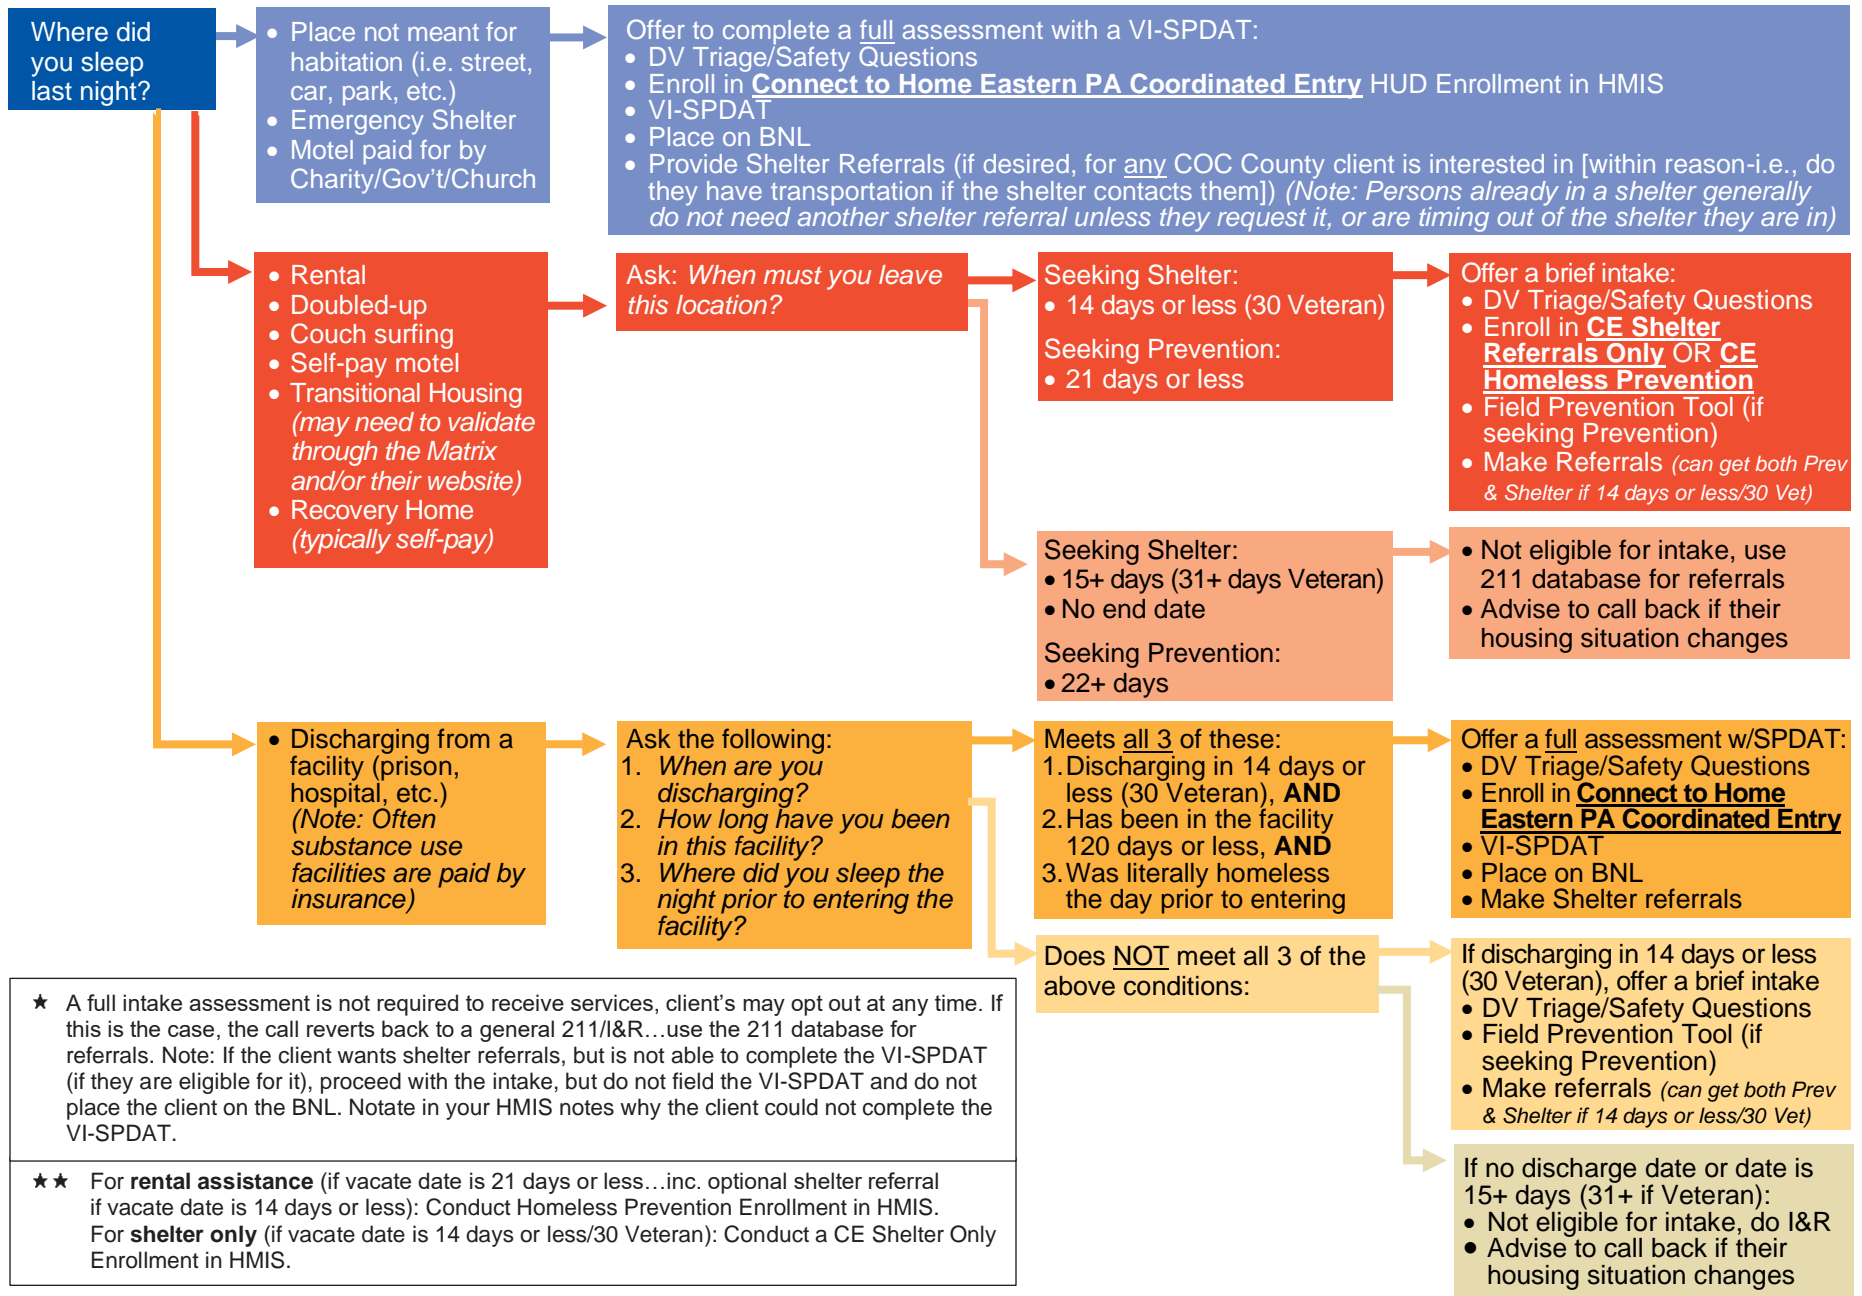 Where did
you sleep
last night?
• Place not meant for
habitation (i.e. street,
car, park, etc.)
• Emergency Shelter
• Motel paid for by
Charity/Gov't/Church
Offer to complete a full assessment with a VI-SPDAT:
• DV Triage/Safety Questions
• Enroll in Connect to Home Eastern PA Coordinated Entry HUD Enrollment in HMIS
• VI-SPDAT
• Place on BNL
• Provide Shelter Referrals (if desired, for any COC County client is interested in [within reason-i.e., do
they have transportation if the shelter contacts them]) (Note: Persons already in a shelter generally
do not need another shelter referral unless they request it, or are timing out of the shelter they are in)
• Rental
• Doubled-up
• Couch surfing
• Self-pay motel
• Transitional Housing
(may need to validate
through the Matrix
and/or their website)
• Recovery Home
(typically self-pay)
Ask: When must you leave
this location?
Seeking Shelter:
• 14 days or less (30 Veteran)
Seeking Prevention:
• 21 days or less
Offer a brief intake:
• DV Triage/Safety Questions
• Enroll in CE Shelter
Referrals Only OR CE
Homeless Prevention
• Field Prevention Tool (if
seeking Prevention)
• Make Referrals (can get both Prev
& Shelter if 14 days or less/30 Vet)
Seeking Shelter:
• 15+ days (31+ days Veteran)
• No end date
Seeking Prevention:
• 22+ days
• Not eligible for intake, use
211 database for referrals
• Advise to call back if their
housing situation changes
• Discharging from a
facility (prison,
hospital, etc.)
(Note: Often
substance use
facilities are paid by
insurance)
Ask the following:
1. When are you
discharging?
2. How long have you been
in this facility?
3. Where did you sleep the
night prior to entering the
facility?
Meets all 3 of these:
1. Discharging in 14 days or
less (30 Veteran), AND
2. Has been in the facility
120 days or less, AND
3. Was literally homeless
the day prior to entering
Offer a full assessment w/SPDAT:
• DV Triage/Safety Questions
• Enroll in Connect to Home
Eastern PA Coordinated Entry
• VI-SPDAT
• Place on BNL
• Make Shelter referrals
Does NOT meet all 3 of the
above conditions:
If discharging in 14 days or less
(30 Veteran), offer a brief intake
• DV Triage/Safety Questions
• Field Prevention Tool (if
seeking Prevention)
• Make referrals (can get both Prev
& Shelter if 14 days or less/30 Vet)
If no discharge date or date is
15+ days (31+ if Veteran):
• Not eligible for intake, do I&R
• Advise to call back if their
housing situation changes
★ A full intake assessment is not required to receive services, client's may opt out at any time. If
this is the case, the call reverts back to a general 211/I&R…use the 211 database for
referrals. Note: If the client wants shelter referrals, but is not able to complete the VI-SPDAT
(if they are eligible for it), proceed with the intake, but do not field the VI-SPDAT and do not
place the client on the BNL. Notate in your HMIS notes why the client could not complete the
VI-SPDAT.
★★ For rental assistance (if vacate date is 21 days or less…inc. optional shelter referral
if vacate date is 14 days or less): Conduct Homeless Prevention Enrollment in HMIS.
For shelter only (if vacate date is 14 days or less/30 Veteran): Conduct a CE Shelter Only
Enrollment in HMIS.